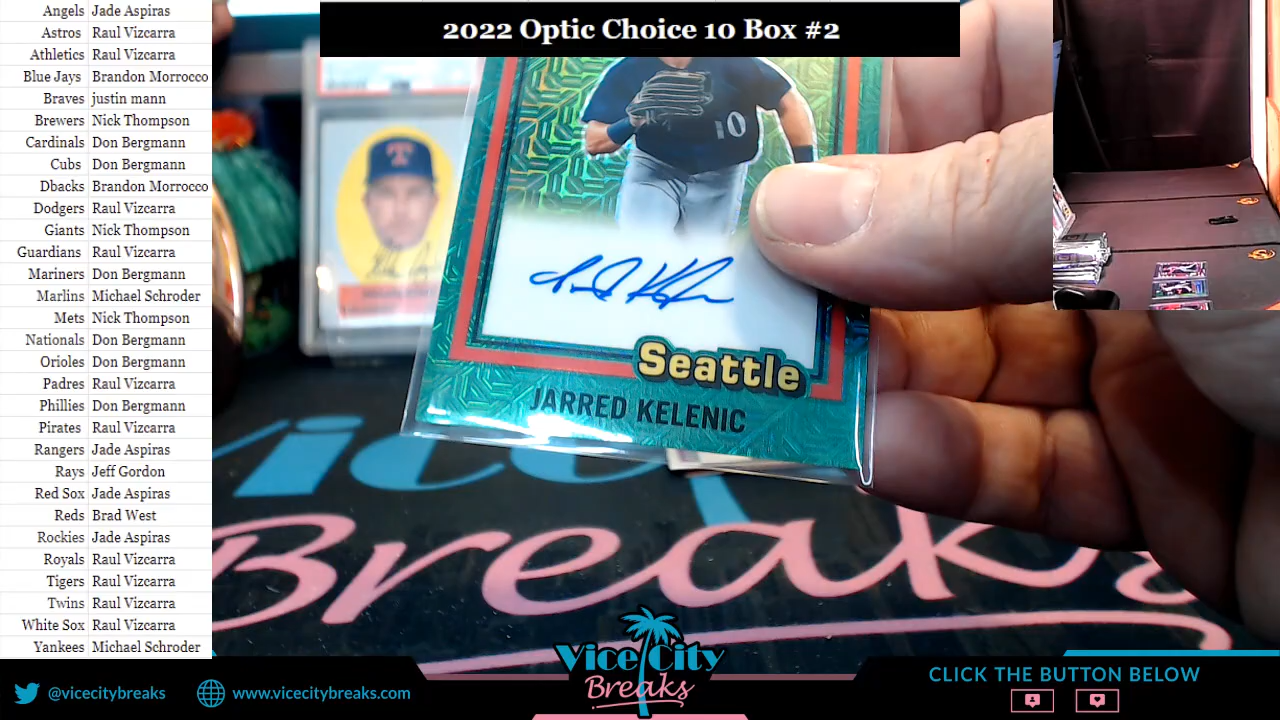 2022 Optic Choice 10 Box #2
Angels Jade Aspiras
Astros Raul Vizcarra
Athletics Raul Vizcarra
Blue Jays Brandon Morrocco
Braves justin mann
Brewers Nick Thompson
Cardinals Don Bergmann
Cubs Don Bergmann
Dbacks Brandon Morrocco
Dodgers Raul Vizcarra
Giants Nick Thompson
Guardians Raul Vizcarra
Mariners Don Bergmann
Marlins Michael Schroder
Mets Nick Thompson
Nationals Don Bergmann
Orioles Don Bergmann
Padres Raul Vizcarra
Phillies Don Bergmann
Pirates Raul Vizcarra
Rangers Jade Aspiras
Rays Jeff Gordon
Red Sox Jade Aspiras
Reds Brad West
Rockies Jade Aspiras
Royals Raul Vizcarra
Tigers Raul Vizcarra
Twins Raul Vizcarra
White Sox Raul Vizcarra
Yankees Michael Schroder
T
0
Seattle
JARRED KELENIC
Vice City
Breaks
@vicecitybreaks
www.vicecitybreaks.com
CLICK THE BUTTON BELOW